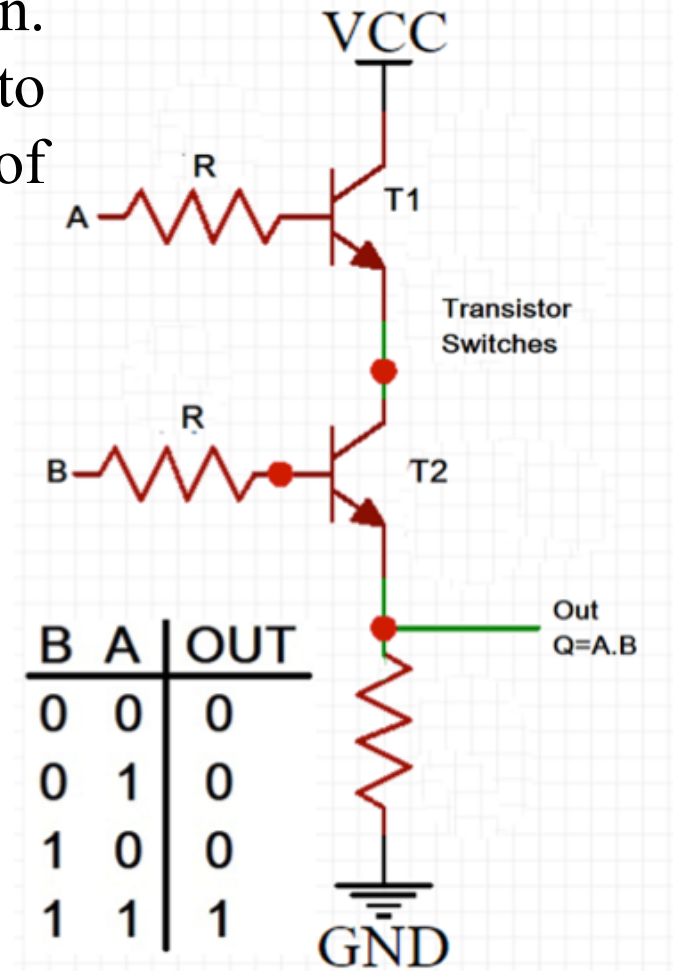 n.
to
of
VCC
R
A
T1
Transistor
Switches
R
B
T2
Out
Q=A.B
B A OUT
0 0 0
0 1 0
1 0 0
1 1 1
GND